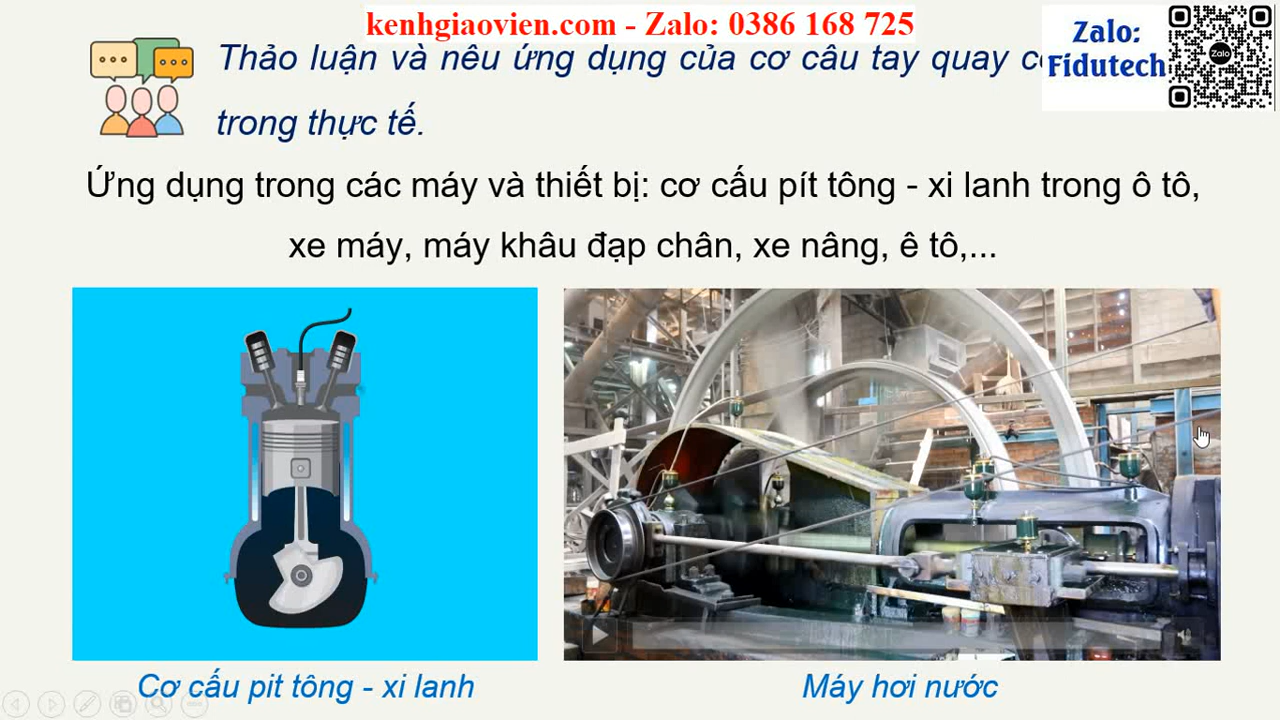 kenhgiaovien.com - Zalo: 0386 168 725
Zalo:
Fidutech
Zalo
Thảo luận và nêu ứng dụng của cơ câu tay quay
trong thực tế.
Ứng dụng trong các máy và thiết bị: cơ cấu pít tông - xi lanh trong ô tô,
xe máy, máy khâu đạp chân, xe nâng, ê tô,...
Cơ cấu pit tông - xi lanh
Máy hơi nước